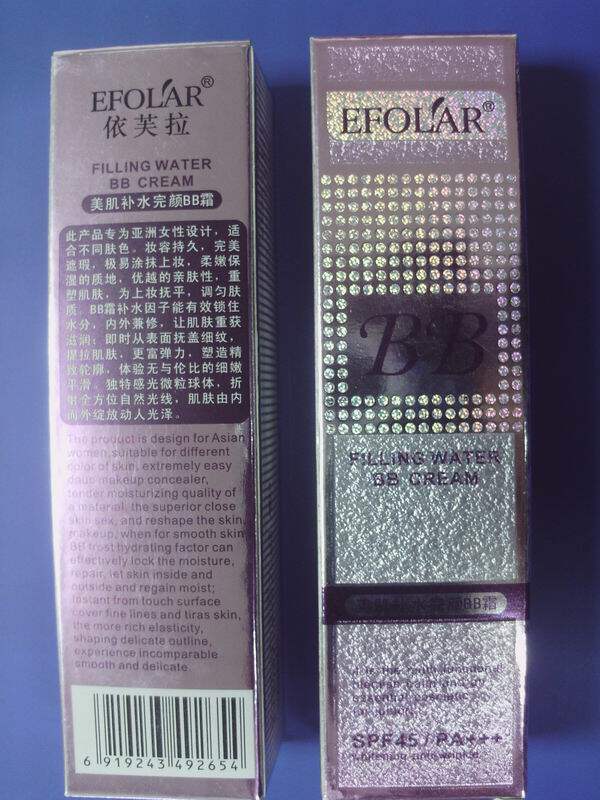 EFOLAR®
依芙拉
FILLING WATER
BB CREAM
美肌补水完颜BB霜
此产品专为亚洲女性设计，适
合不同肤色。妆容持久，完美
遮瑕，极易涂抹上妆，柔嫩保
湿的质地，优越的亲肤性，重
塑肌肤，为上妆抚平，调匀肤
质。BB霜补水因子能有效锁住
水分，内外兼修，让肌肤重获
滋润；即时从表面抚盖细纹，
提拉肌肤，更富弹力，塑造精
致轮廓，体验无与伦比的细嫩
平滑。独特感光微粒球体，折
射全方位自然光线，肌肤由内
而外绽放动人光泽。
The product is design for Asian
women,suitable for different
color of skin, extremely easy
daub makeup concealer,
tender moisturizing quality of
a material, the superior close
skin sex, and reshape the skin,
makeup, when for smooth skin
BB frost hydrating factor can
effectively lock the moisture,
repair, let skin inside and
outside and regain moist;
Instant from touch surface
cover fine lines and tiras skin,
the more rich elasticity,
shaping delicate outline,
experience incomparable
smooth and delicate.
6 919243 492654
EFOLAR®
BB
FILLING WATER
BB CREAM
美肌补水完颜BB霜
SPF45 / PA+++
whitening antiwrinkle